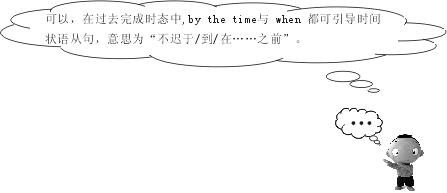 可以，在过去完成时态中,by the time与 when 都可引导时间
状语从句，意思为“不迟于/到/在……之前”。